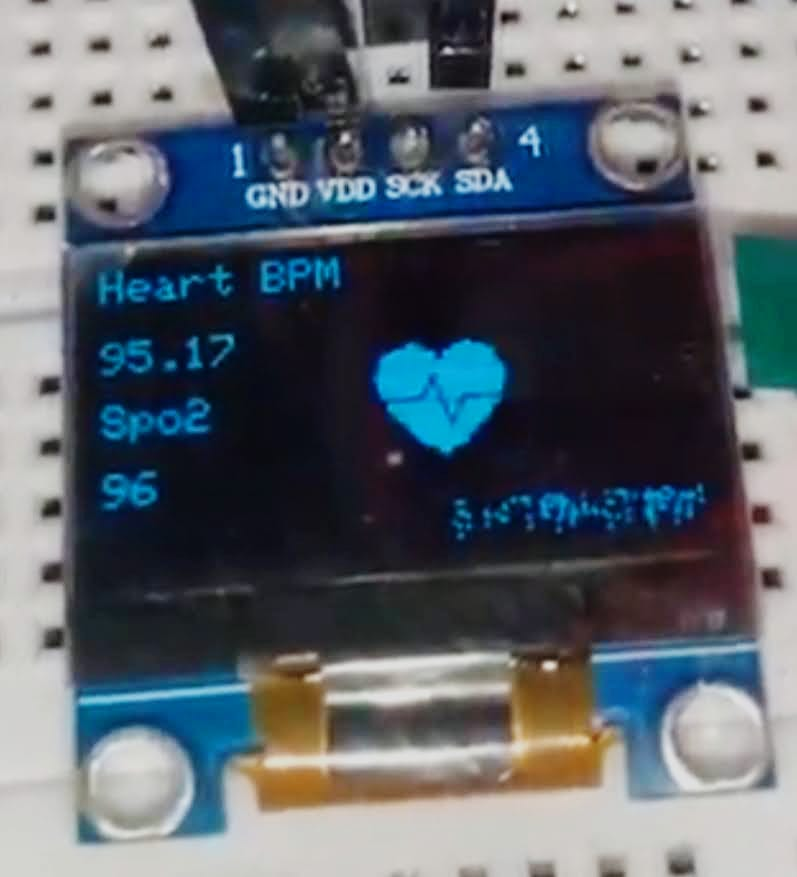 1 4
GND VDD SCK SDA
Heart BPM
95.17
Spo2
96